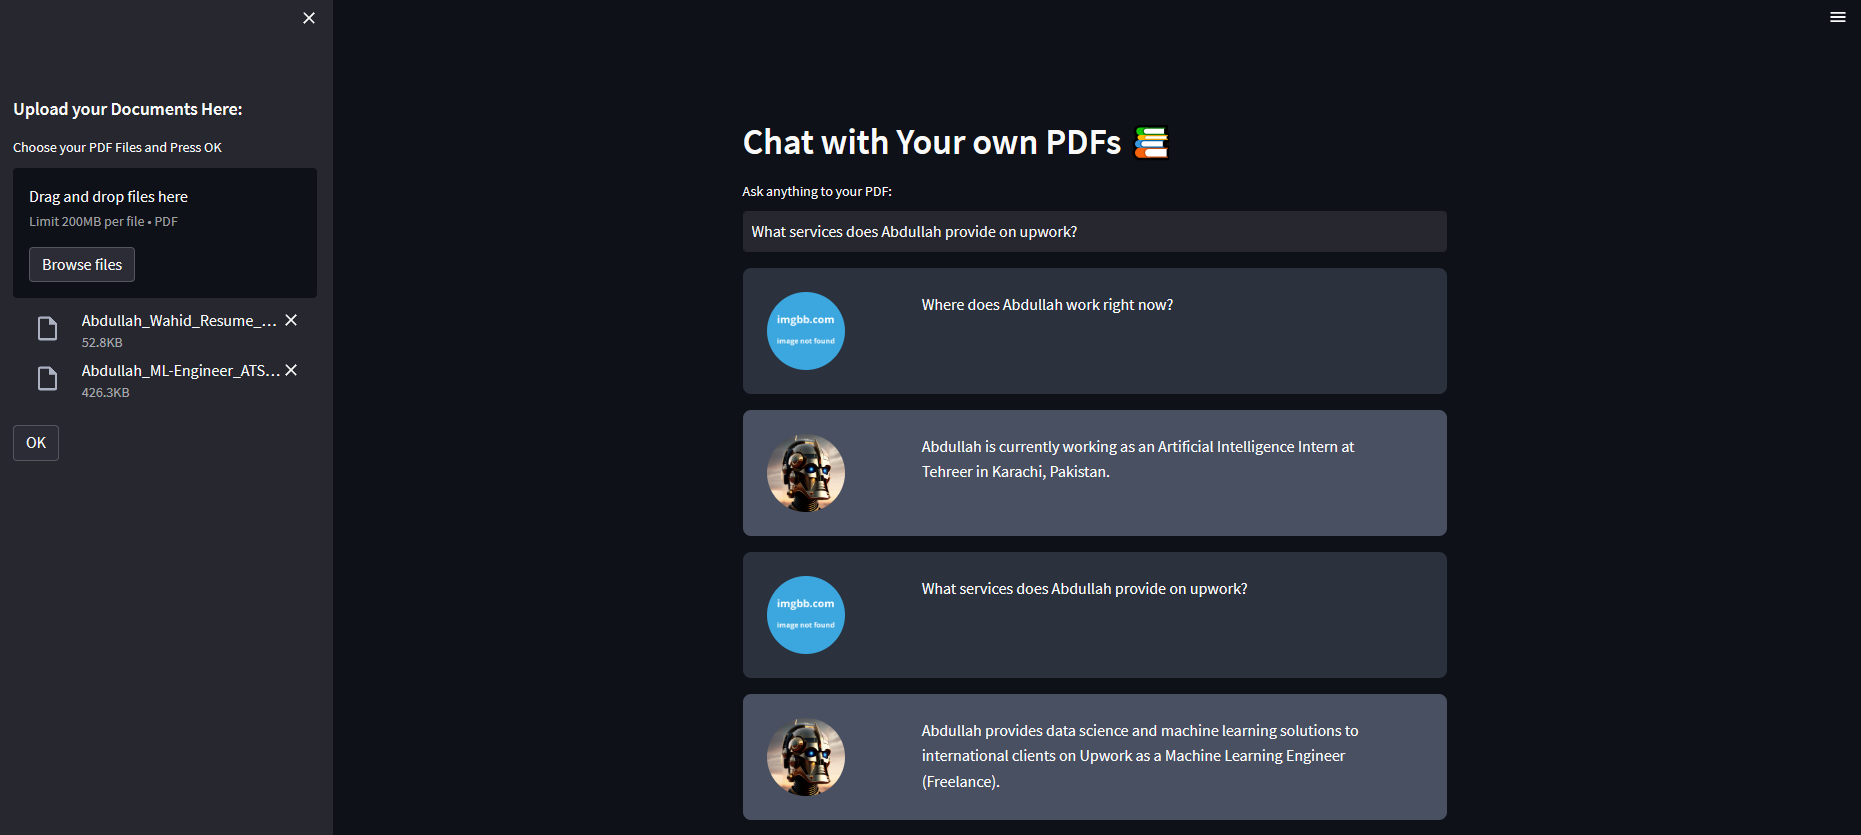 Upload your Documents Here:
Choose your PDF Files and Press OK
Drag and drop files here
Limit 200MB per file • PDF
Browse files
Abdullah_Wahid_Resume_...
52.8KB
Abdullah_ML-Engineer_ATS...
426.3KB
OK
Chat with Your own PDFs
Ask anything to your PDF:
What services does Abdullah provide on upwork?
imgbb.com
image not found
Where does Abdullah work right now?
Abdullah is currently working as an Artificial Intelligence Intern at
Tehreer in Karachi, Pakistan.
imgbb.com
image not found
What services does Abdullah provide on upwork?
Abdullah provides data science and machine learning solutions to
international clients on Upwork as a Machine Learning Engineer
(Freelance).